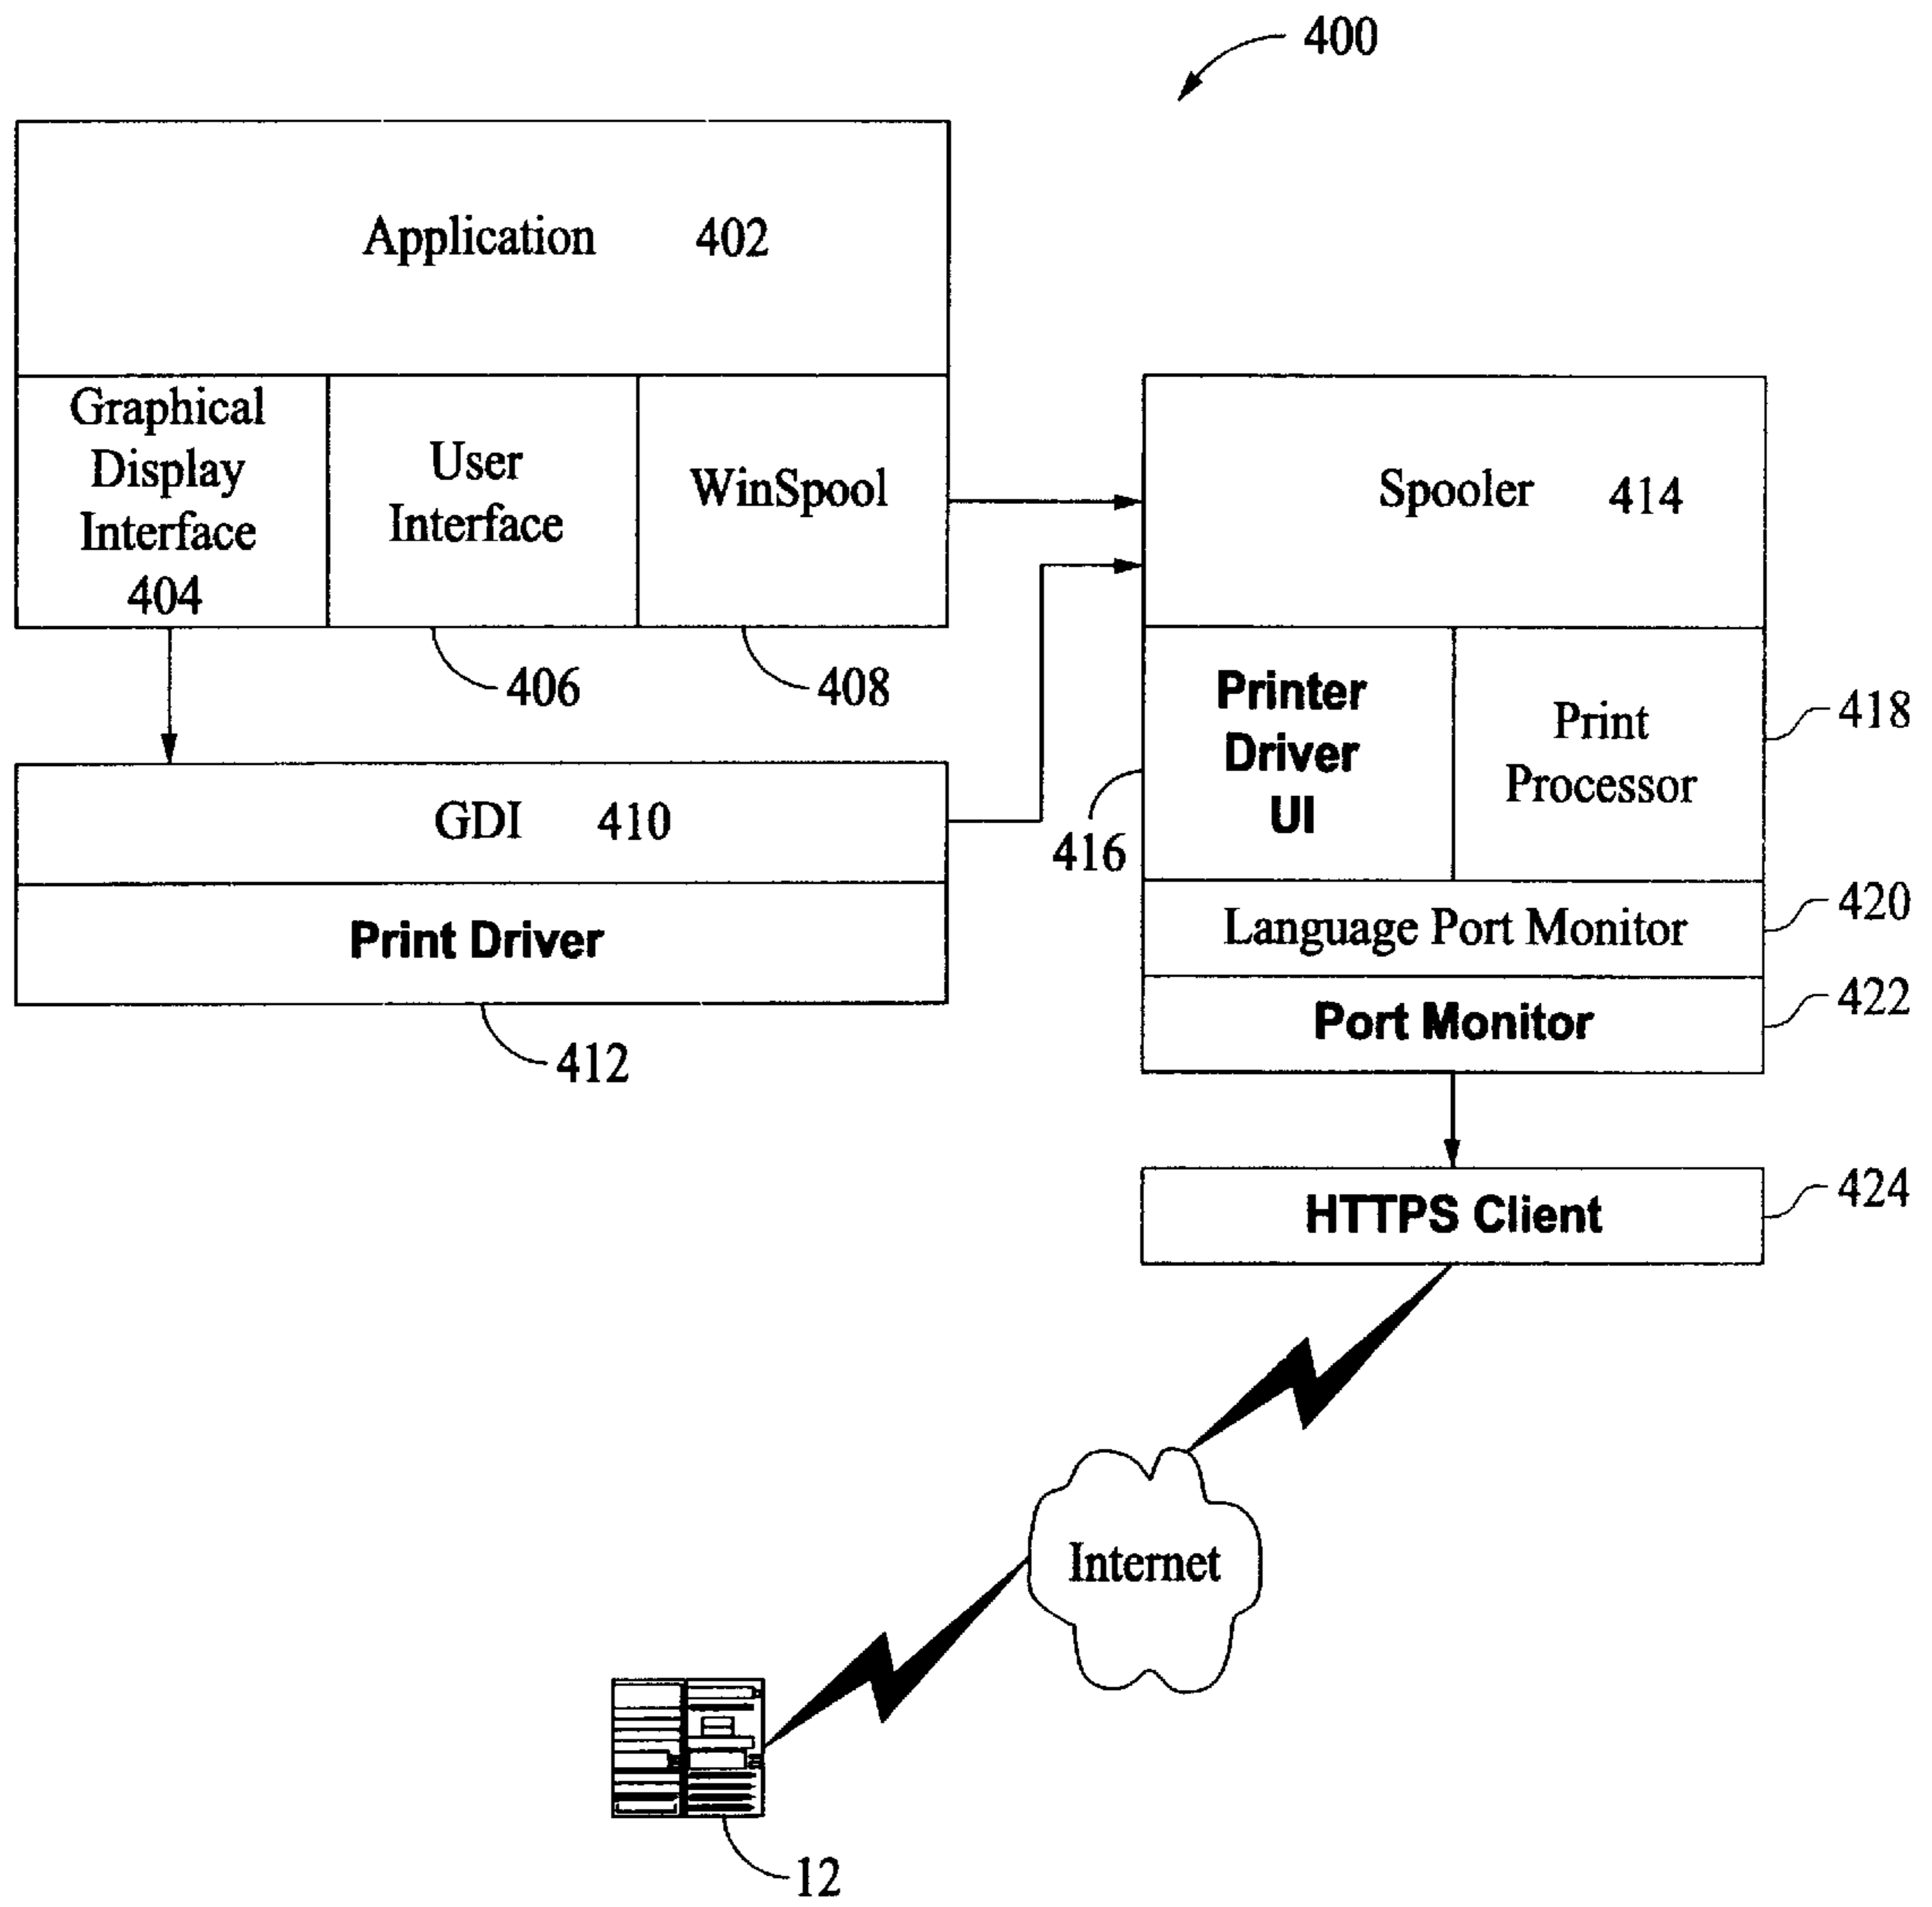 400
Application 402
Graphical
Display
Interface
404
User
Interface
WinSpool
406
408
GDI 410
Print Driver
412
Spooler 414
Printer
Driver
UI
416
Print
Processor
418
Language Port Monitor
420
Port Monitor
422
HTTPS Client
424
Internet
12